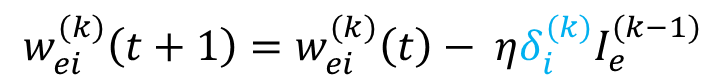 w_{ei}^{(k)}(t + 1) = w_{ei}^{(k)}(t) − ηδ_i^{(k)}I_e^{(k−1)}